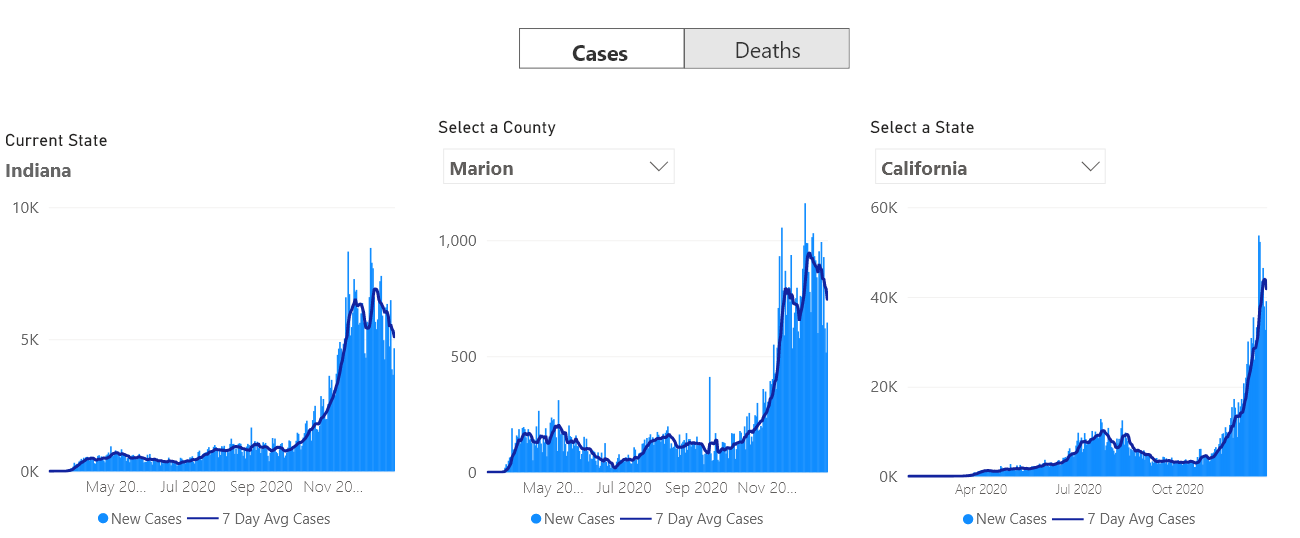 Cases
Deaths
Current State
Indiana
10K
5K
0K
May 20...
Jul 2020
Sep 2020
Nov 20...
New Cases
7 Day Avg Cases
Select a County
Marion
1,000
500
0
May 20...
Jul 2020
Sep 2020
Nov 20...
New Cases
7 Day Avg Cases
Select a State
California
60K
40K
20K
0K
Apr 2020
Jul 2020
Oct 2020
New Cases
7 Day Avg Cases